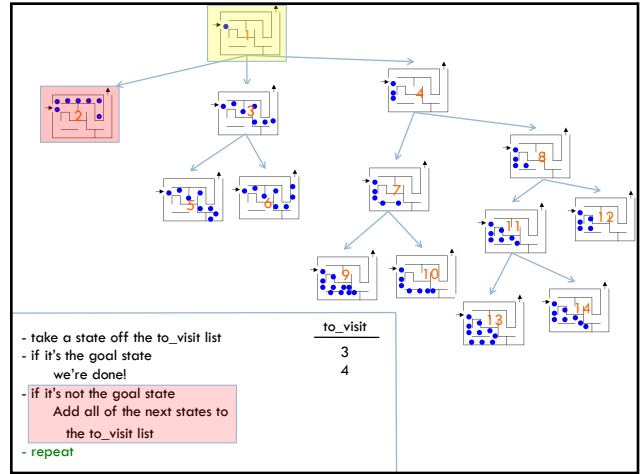 1
2
3
4
8
5
6
7
11
12
9
10
13
14
- take a state off the to_visit list
- if it's the goal state
we're done!
- if it's not the goal state
Add all of the next states to
the to_visit list
- repeat
to_visit
3
4